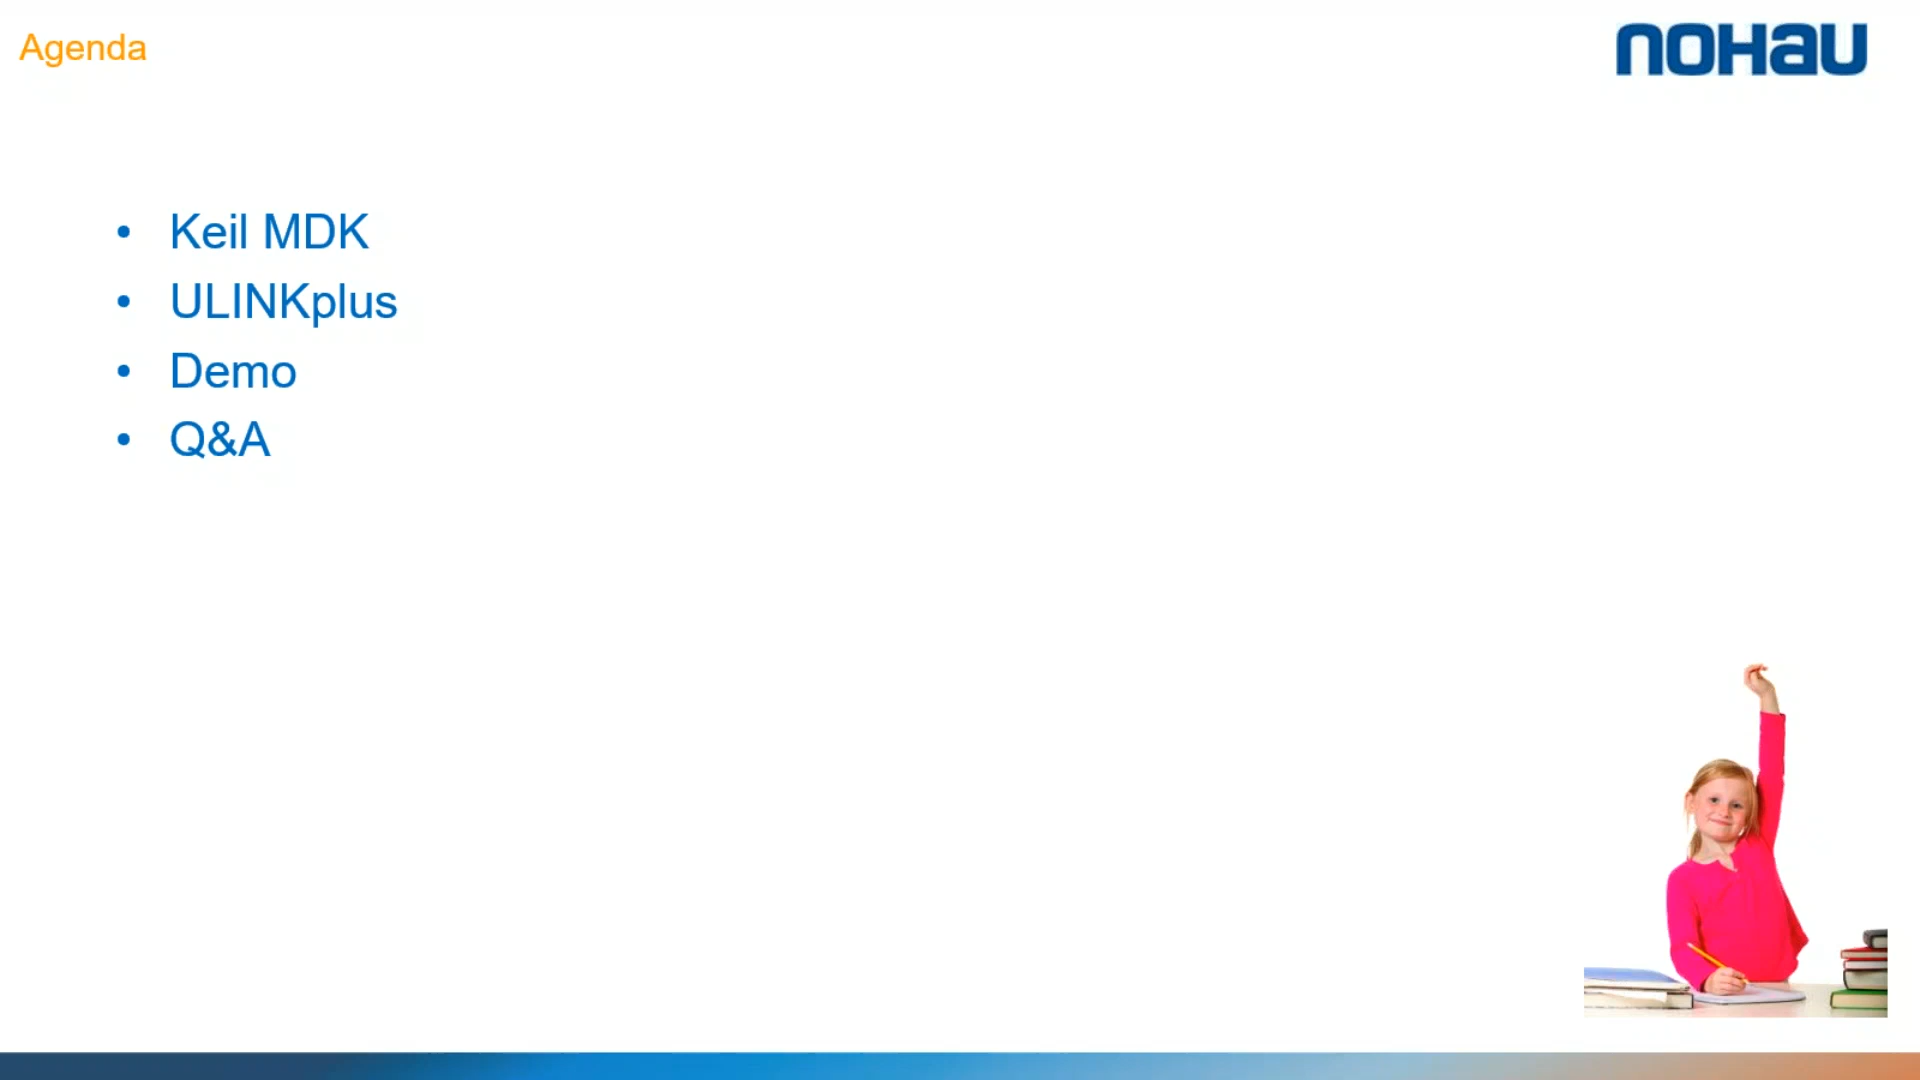 Agenda
noHau
• Keil MDK
• ULINKplus
• Demo
• Q&A